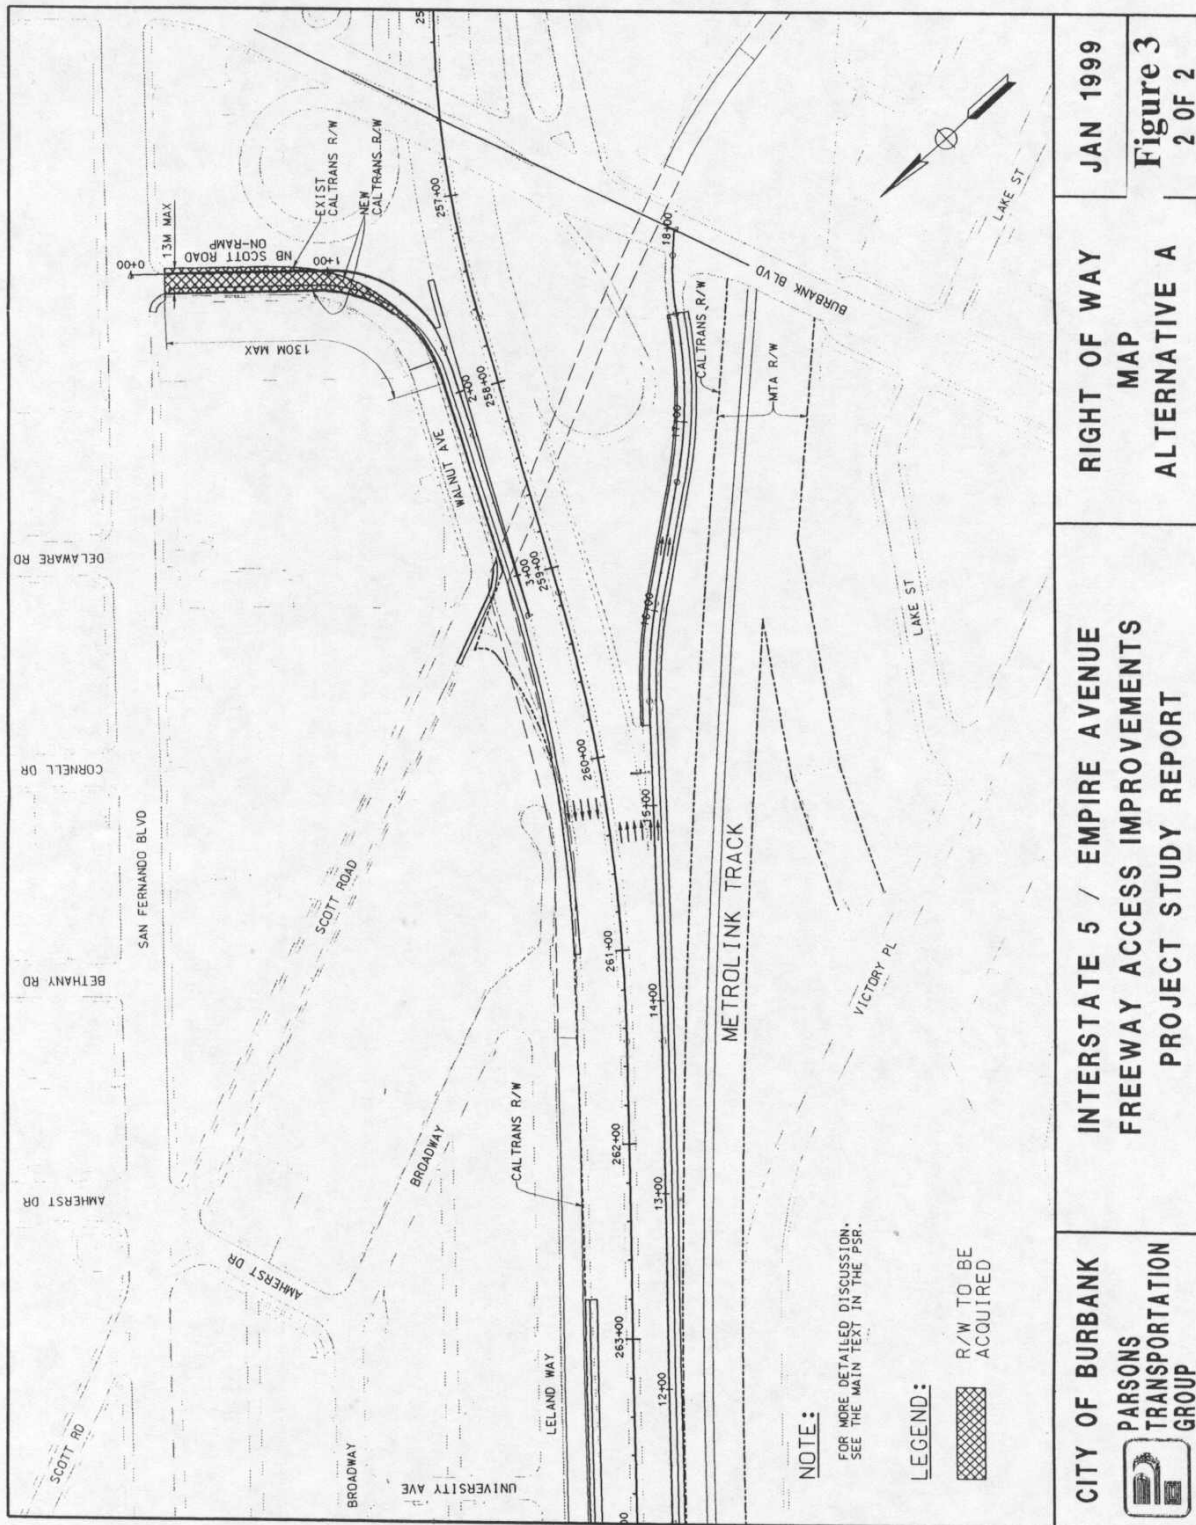 SCOTT RD
AMHERST DR
BETHANY RD
CORNELL DR
DELAWARE RD
SAN FERNANDO BLVD
AMHERST DR
SCOTT ROAD
BROADWAY
BROADWAY
UNIVERSITY AVE
LELAND WAY
CALTRANS R/W
WALNUT AVE
130M MAX
13M MAX
0+00
NB SCOTT ROAD
ON-RAMP
1+00
EXIST
CALTRANS R/W
NEW
CALTRANS R/W
2+00
3+00
257+00
258+00
259+00
260+00
261+00
262+00
263+00
12+00
13+00
14+00
15+00
16+00
17+00
18+00
METROLINK TRACK
CALTRANS R/W
MTA R/W
BURBANK BLVD
VICTORY PL
LAKE ST
LAKE ST
NOTE:
FOR MORE DETAILED DISCUSSION.
SEE THE MAIN TEXT IN THE PSR.
LEGEND:
R/W TO BE
ACQUIRED
CITY OF BURBANK
PARSONS
TRANSPORTATION
GROUP
INTERSTATE 5 / EMPIRE AVENUE
FREEWAY ACCESS IMPROVEMENTS
PROJECT STUDY REPORT
RIGHT OF WAY
MAP
ALTERNATIVE A
JAN 1999
Figure 3
2 OF 2